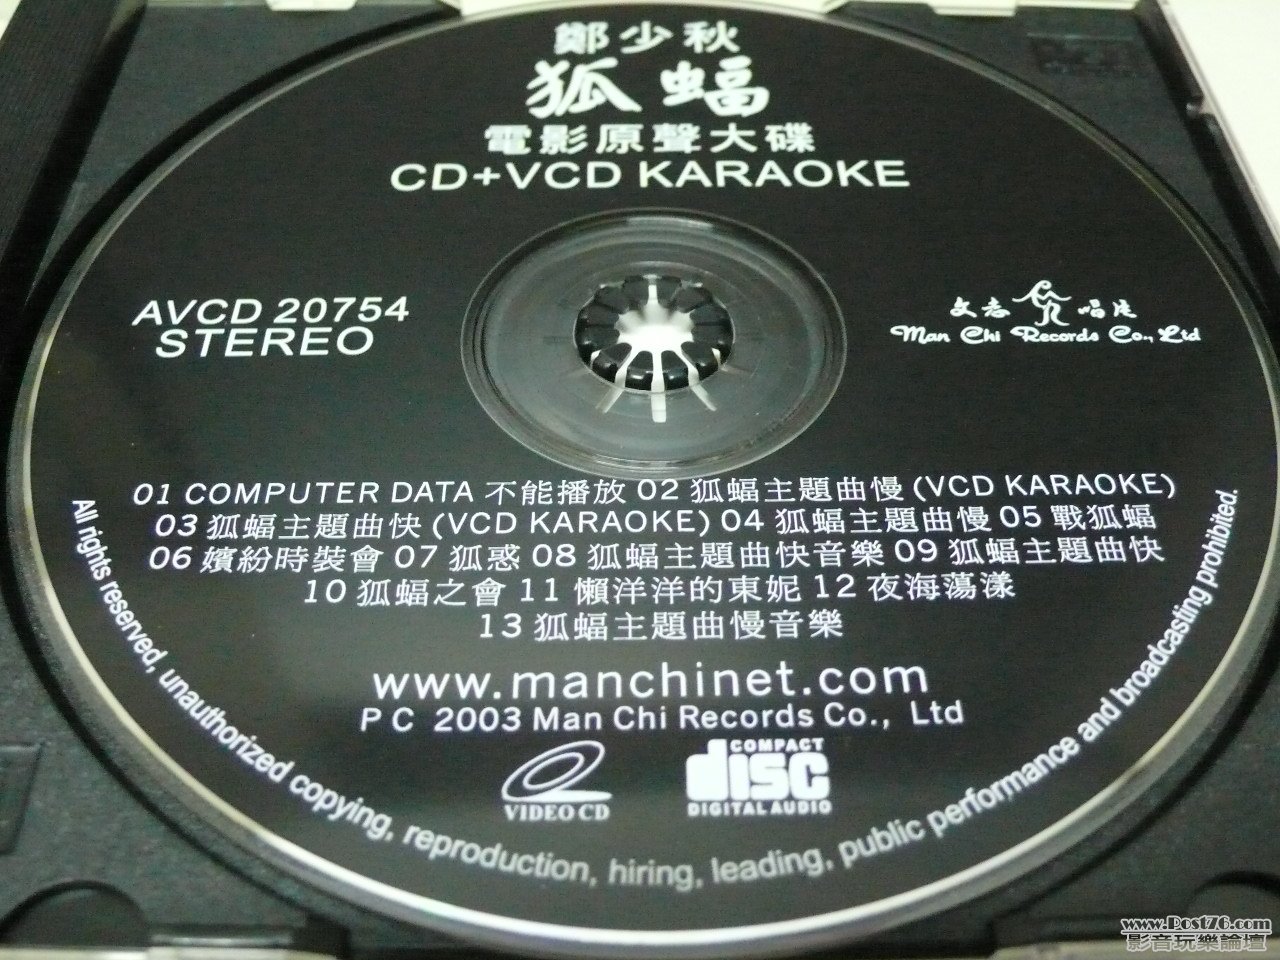 鄭少秋
狐蝠
電影原聲大碟
CD+VCD KARAOKE
AVCD 20754
STEREO
文志唱片
Man Chi Records Co., Ltd
01 COMPUTER DATA 不能播放 02 狐蝠主題曲慢 (VCD KARAOKE)
03 狐蝠主題曲快 (VCD KARAOKE) 04 狐蝠主題曲慢 05 戰狐蝠
06 嬪紛時裝會 07 狐惑 08 狐蝠主題曲快音樂 09 狐蝠主題曲快
10 狐蝠之會 11 懶洋洋的東妮 12 夜海蕩漾
13 狐蝠主題曲慢音樂
www.manchinet.com
P C 2003 Man Chi Records Co., Ltd
VIDEO CD
COMPACT
disc
DIGITAL AUDIO
All rights reserved, unauthorized copying, reproduction, hiring, leading, public performance and broadcasting prohibited.
www.Post76.com
影音玩樂論壇